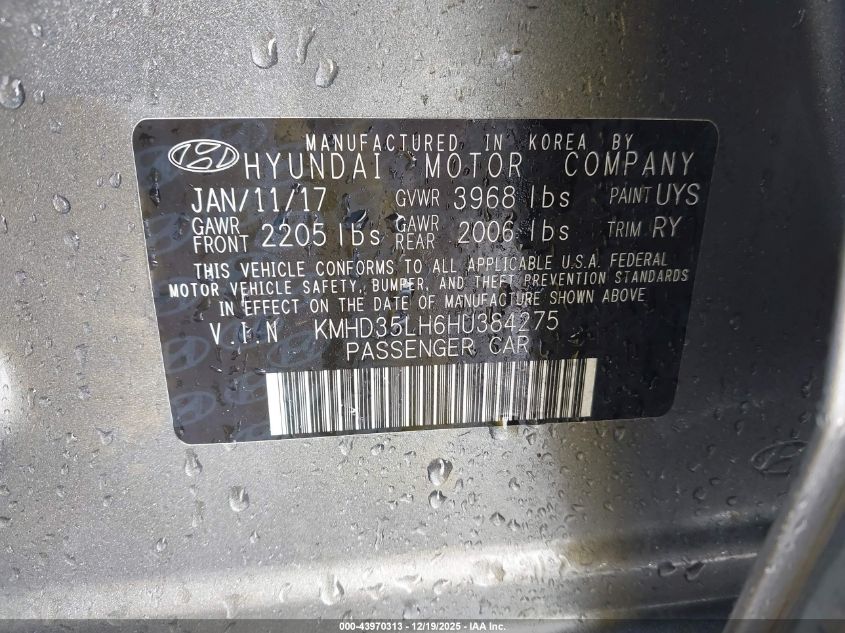 MANUFACTURED IN KOREA BY
HYUNDAI MOTOR COMPANY
JAN/11/17 GVWR 3968 lbs PAINT UYS
GAWR FRONT 2205 lbs GAWR REAR 2006 lbs TRIM RY
THIS VEHICLE CONFORMS TO ALL APPLICABLE U.S.A. FEDERAL
MOTOR VEHICLE SAFETY, BUMPER, AND THEFT PREVENTION STANDARDS
IN EFFECT ON THE DATE OF MANUFACTURE SHOWN ABOVE
V.I.N KMHD35LH6HU384275
PASSENGER CAR
000-43970313 - 12/19/2025 - IAA Inc.